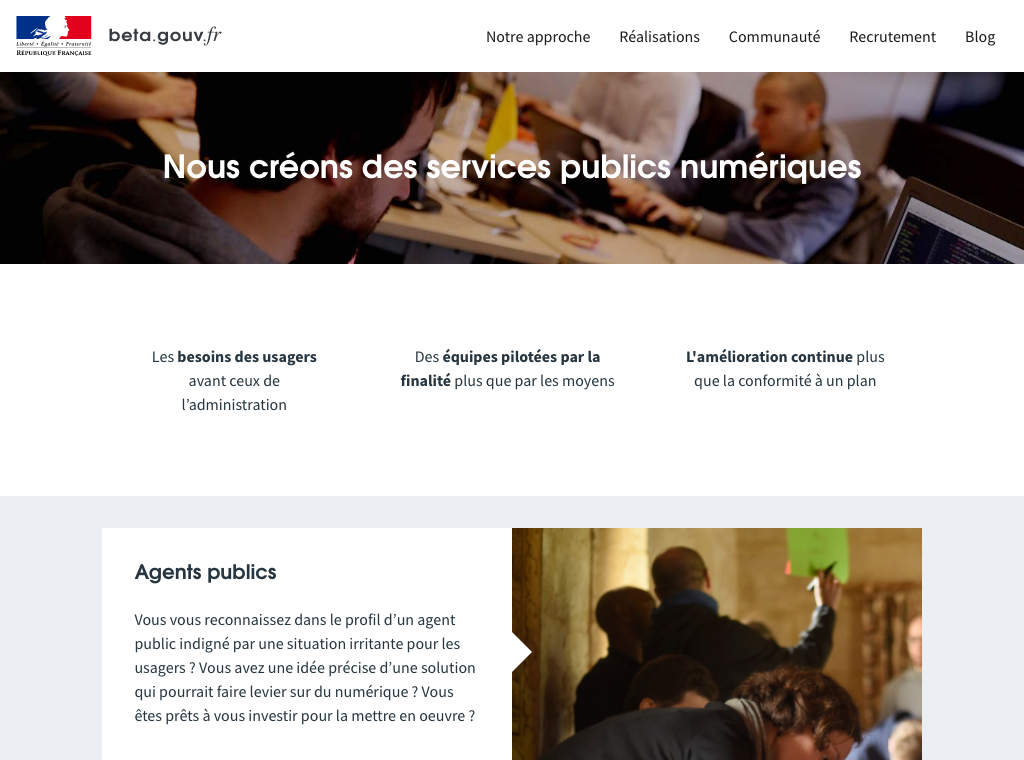 Liberté • Égalité • Fraternité
RÉPUBLIQUE FRANÇAISE
beta.gouv.fr
Notre approche
Réalisations
Communauté
Recrutement
Blog
Nous créons des services publics numériques
Les besoins des usagers
avant ceux de
l’administration
Des équipes pilotées par la
finalité plus que par les moyens
L'amélioration continue plus
que la conformité à un plan
Agents publics
Vous vous reconnaissez dans le profil d’un agent
public indigné par une situation irritante pour les
usagers ? Vous avez une idée précise d’une solution
qui pourrait faire levier sur du numérique ? Vous
êtes prêts à vous investir pour la mettre en oeuvre ?